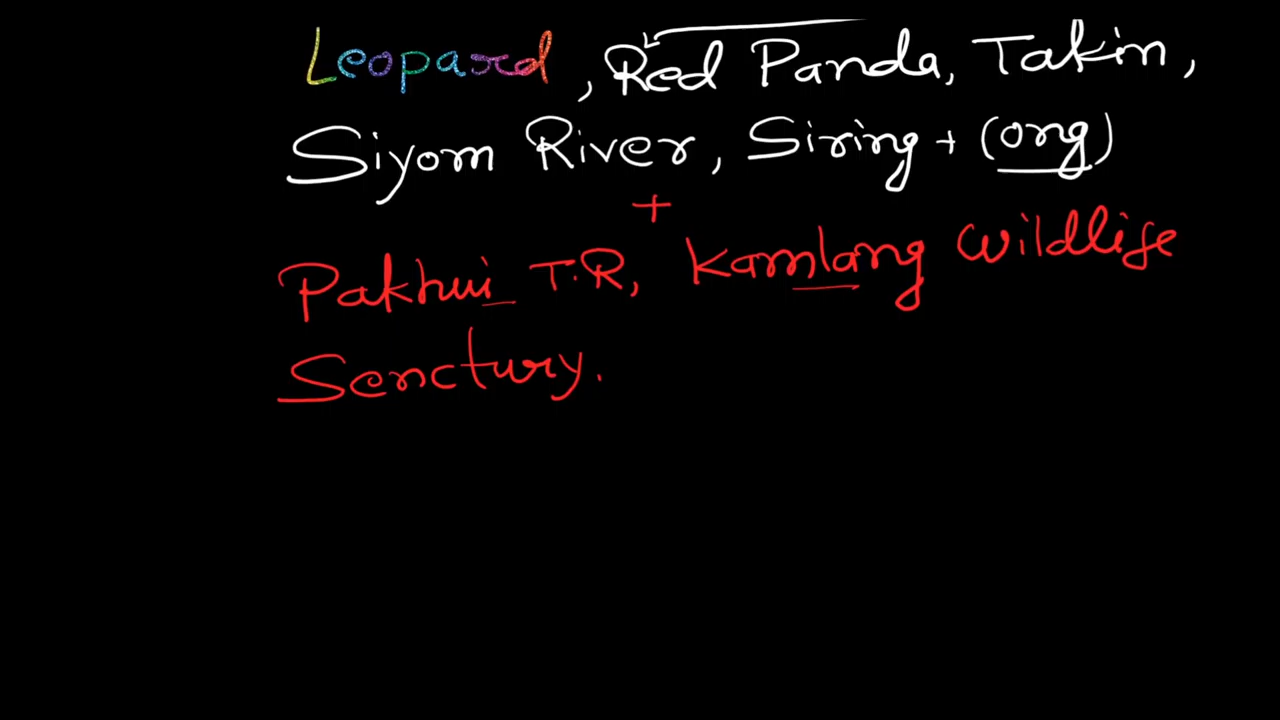 Leopard, Red Panda, Takin,
Siyom River, Siring + (ong)
+
Pakhui T.R, Kamlang Wildlife
Senctury.